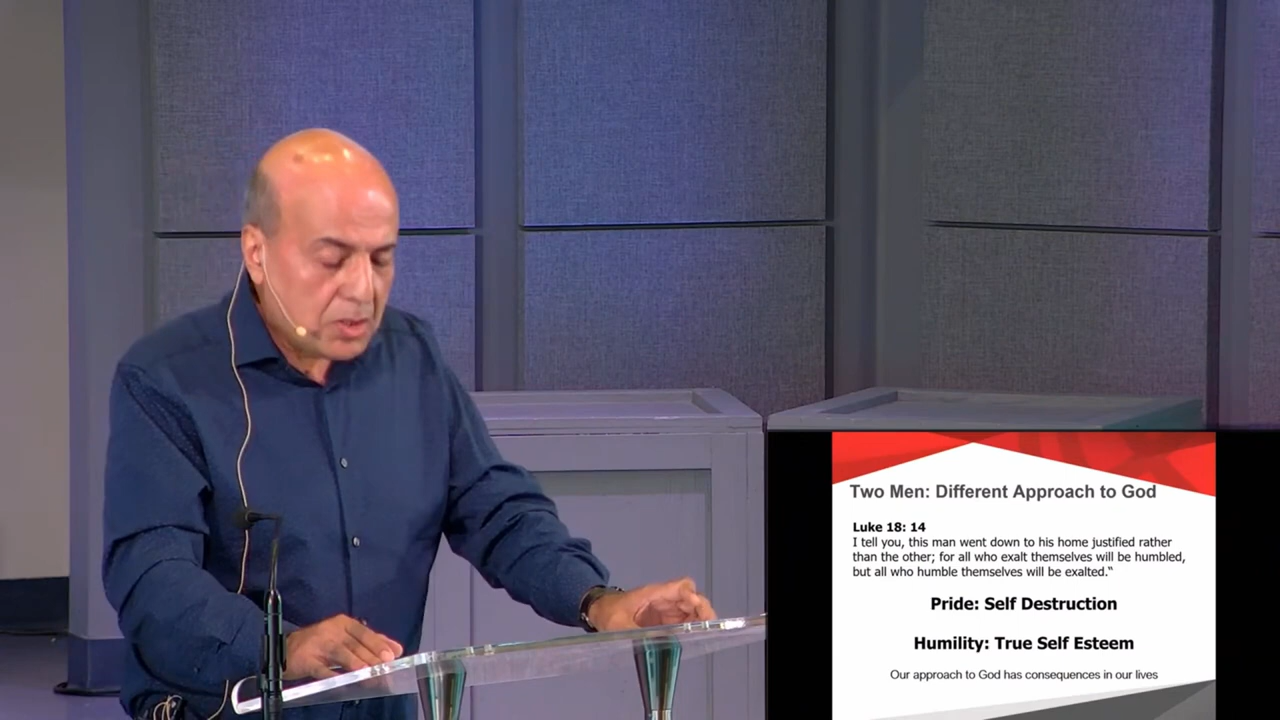 Two Men: Different Approach to God
Luke 18: 14
I tell you, this man went down to his home justified rather
than the other; for all who exalt themselves will be humbled,
but all who humble themselves will be exalted.“
Pride: Self Destruction
Humility: True Self Esteem
Our approach to God has consequences in our lives